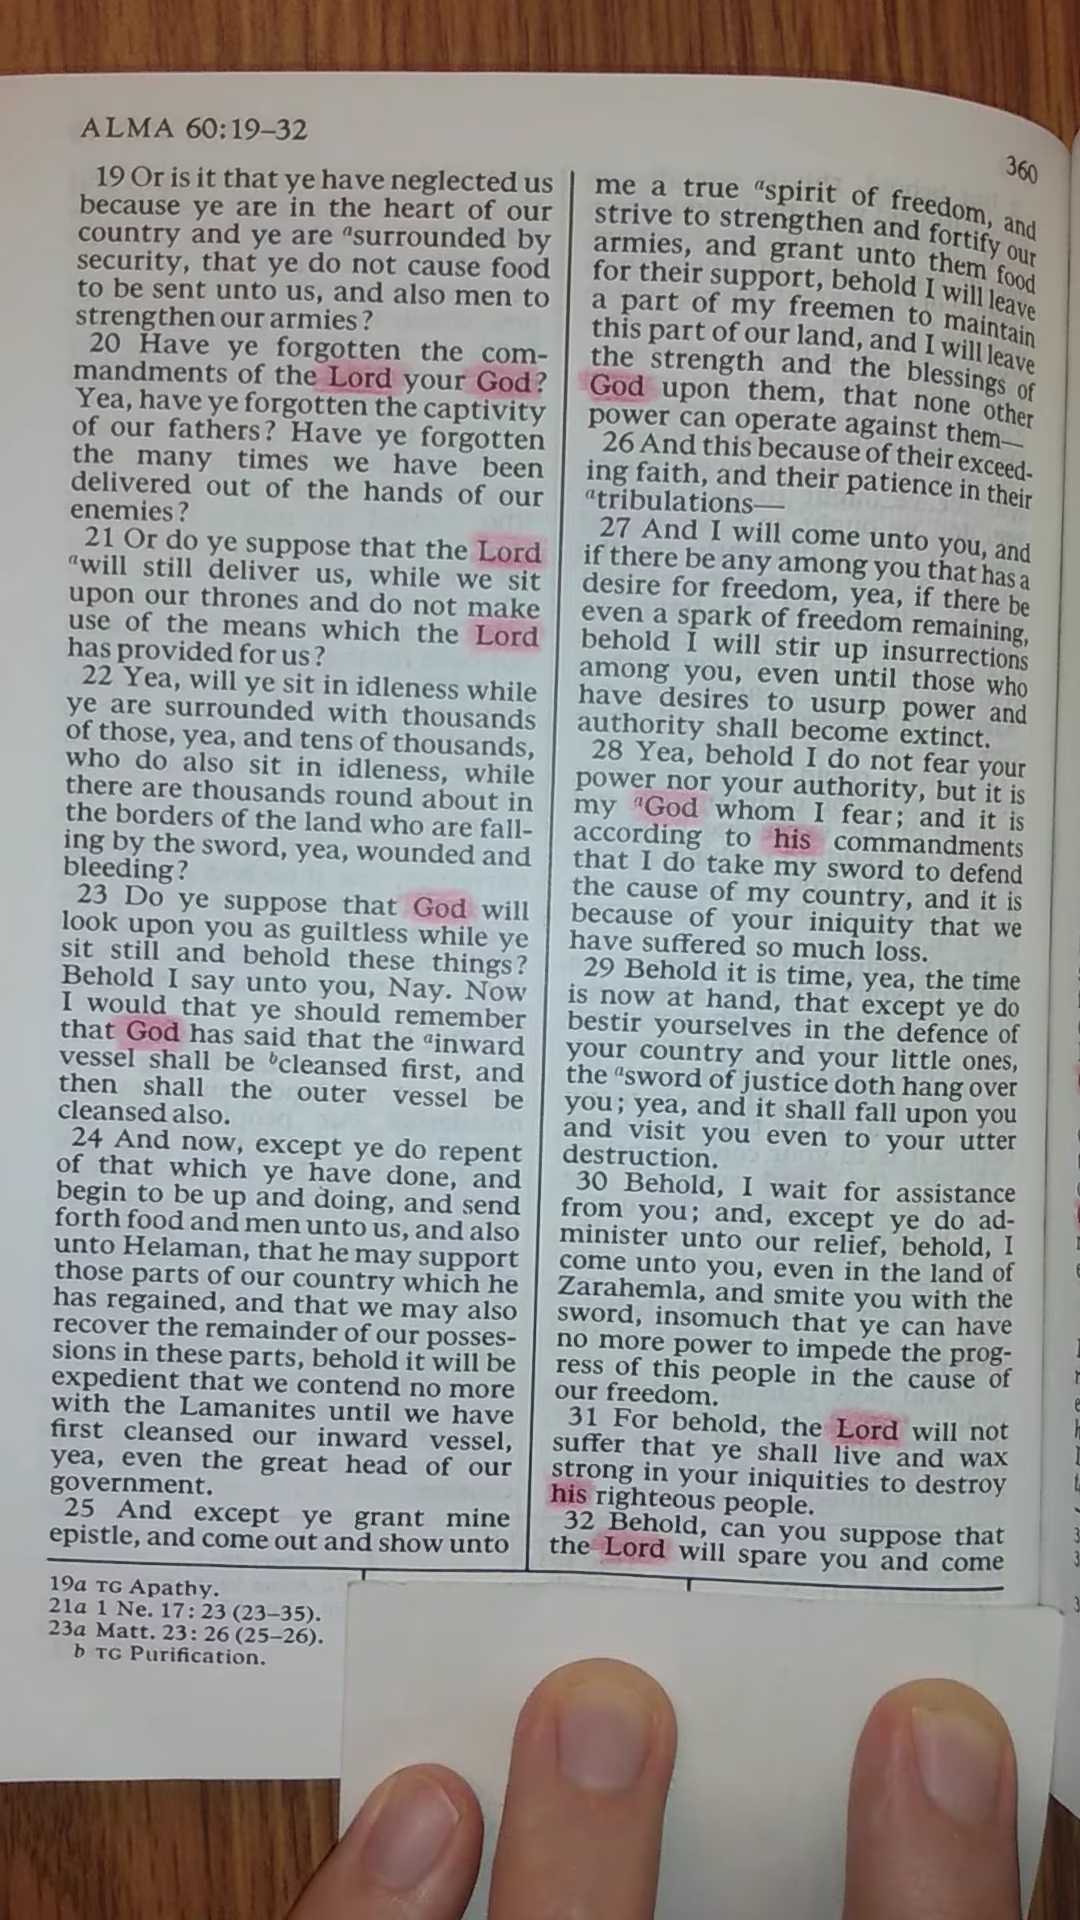 ALMA 60:19–32
360
19 Or is it that ye have neglected us
because ye are in the heart of our
country and ye are ᵃsurrounded by
security, that ye do not cause food
to be sent unto us, and also men to
strengthen our armies?
20 Have ye forgotten the com-
mandments of the Lord your God?
Yea, have ye forgotten the captivity
of our fathers? Have ye forgotten
the many times we have been
delivered out of the hands of our
enemies?
21 Or do ye suppose that the Lord
ᵃwill still deliver us, while we sit
upon our thrones and do not make
use of the means which the Lord
has provided for us?
22 Yea, will ye sit in idleness while
ye are surrounded with thousands
of those, yea, and tens of thousands,
who do also sit in idleness, while
there are thousands round about in
the borders of the land who are fall-
ing by the sword, yea, wounded and
bleeding?
23 Do ye suppose that God will
look upon you as guiltless while ye
sit still and behold these things?
Behold I say unto you, Nay. Now
I would that ye should remember
that God has said that the ᵃinward
vessel shall be ᵇcleansed first, and
then shall the outer vessel be
cleansed also.
24 And now, except ye do repent
of that which ye have done, and
begin to be up and doing, and send
forth food and men unto us, and also
unto Helaman, that he may support
those parts of our country which he
has regained, and that we may also
recover the remainder of our posses-
sions in these parts, behold it will be
expedient that we contend no more
with the Lamanites until we have
first cleansed our inward vessel,
yea, even the great head of our
government.
25 And except ye grant mine
epistle, and come out and show unto
me a true ᵃspirit of freedom, and
strive to strengthen and fortify our
armies, and grant unto them food
for their support, behold I will leave
a part of my freemen to maintain
this part of our land, and I will leave
the strength and the blessings of
God upon them, that none other
power can operate against them—
26 And this because of their exceed-
ing faith, and their patience in their
ᵃtribulations—
27 And I will come unto you, and
if there be any among you that has a
desire for freedom, yea, if there be
even a spark of freedom remaining,
behold I will stir up insurrections
among you, even until those who
have desires to usurp power and
authority shall become extinct.
28 Yea, behold I do not fear your
power nor your authority, but it is
my ᵃGod whom I fear; and it is
according to his commandments
that I do take my sword to defend
the cause of my country, and it is
because of your iniquity that we
have suffered so much loss.
29 Behold it is time, yea, the time
is now at hand, that except ye do
bestir yourselves in the defence of
your country and your little ones,
the ᵃsword of justice doth hang over
you; yea, and it shall fall upon you
and visit you even to your utter
destruction.
30 Behold, I wait for assistance
from you; and, except ye do ad-
minister unto our relief, behold, I
come unto you, even in the land of
Zarahemla, and smite you with the
sword, insomuch that ye can have
no more power to impede the prog-
ress of this people in the cause of
our freedom.
31 For behold, the Lord will not
suffer that ye shall live and wax
strong in your iniquities to destroy
his righteous people.
32 Behold, can you suppose that
the Lord will spare you and come
19a TG Apathy.
21a 1 Ne. 17: 23 (23–35).
23a Matt. 23: 26 (25–26).
b TG Purification.